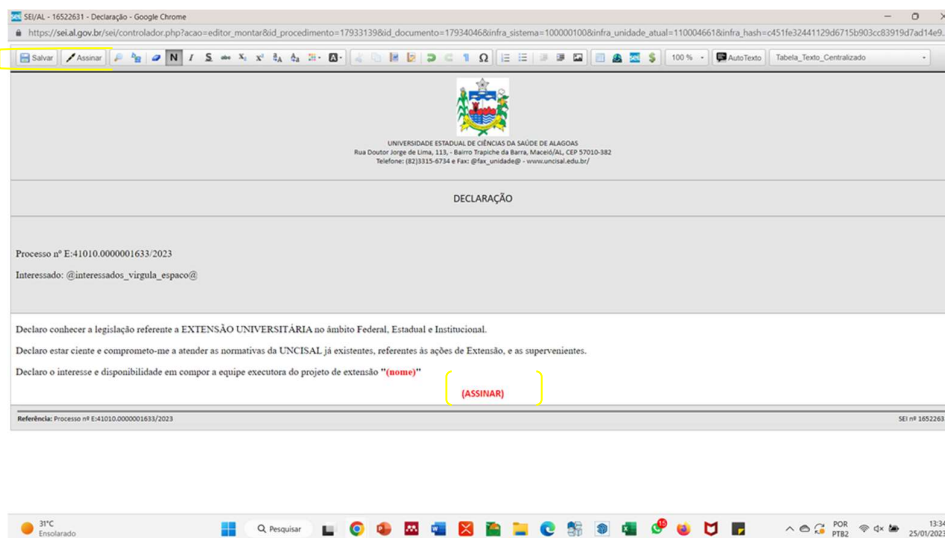 SEI/AL - 16522631 - Declaração - Google Chrome
https://sei.al.gov.br/sei/controlador.php?acao=editor_montar&id_procedimento=17933139&id_documento=17934046&infra_sistema=100000100&infra_unidade_atual=110004661&infra_hash=c451fe32441129d6715b903cc83919d7ad14e9...
Salvar Assinar N I S abc X₂ X² 100 % AutoTexto Tabela_Texto_Centralizado
UNIVERSIDADE ESTADUAL DE CIÊNCIAS DA SAÚDE DE ALAGOAS
Rua Doutor Jorge de Lima, 113, - Bairro Trapiche da Barra, Maceió/AL, CEP 57010-382
Telefone: (82)3315-6734 e Fax: @fax_unidade@ - www.uncisal.edu.br/
DECLARAÇÃO
Processo nº E:41010.0000001633/2023
Interessado: @interessados_virgula_espaco@
Declaro conhecer a legislação referente a EXTENSÃO UNIVERSITÁRIA no âmbito Federal, Estadual e Institucional.
Declaro estar ciente e comprometo-me a atender as normativas da UNCISAL já existentes, referentes às ações de Extensão, e as supervenientes.
Declaro o interesse e disponibilidade em compor a equipe executora do projeto de extensão "(nome)"
(ASSINAR)
Referência: Processo nº E:41010.0000001633/2023 SEI nº 1652263
31°C
Ensolarado
Pesquisar
POR
PTB2
13:34
25/01/2023